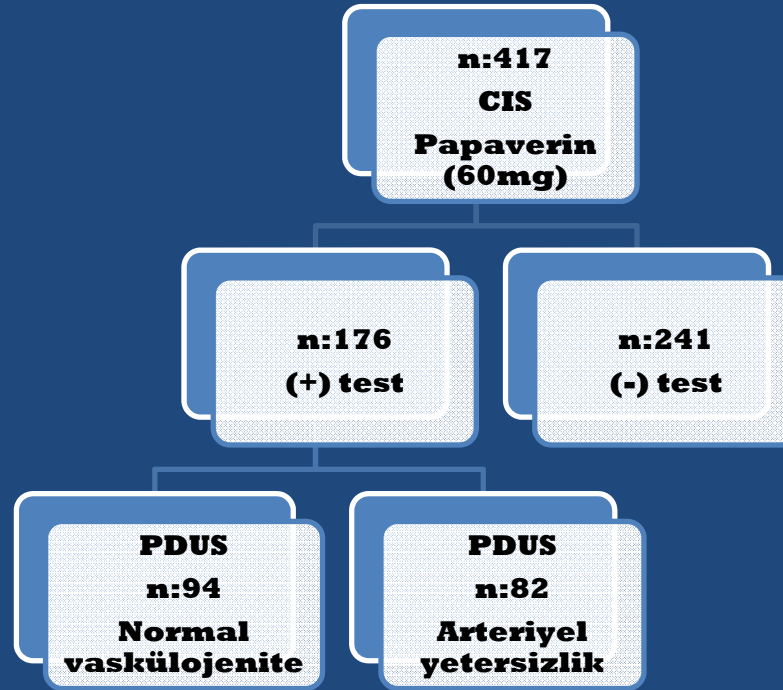 n:417
CIS
Papaverin
(60mg)
n:176
(+) test
n:241
(-) test
PDUS
n:94
Normal
vaskülojenite
PDUS
n:82
Arteriyel
yetersizlik